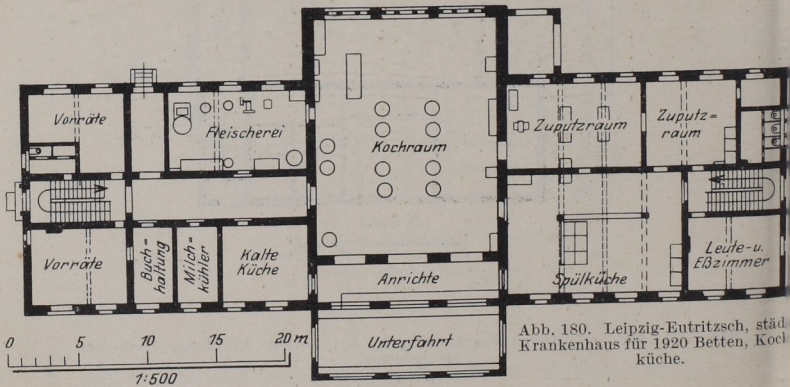 Vorräte
Fleischerei
Kochraum
Zuputzraum
Zuputz=
raum
Vorräte
Buch-
haltung
Milch-
kühler
Kalte
Küche
Anrichte
Unterfahrt
Spülküche
Leute-u.
Eßzimmer
0 5 10 15 20 m
1:500
Abb. 180. Leipzig-Eutritzsch, städ
Krankenhaus für 1920 Betten, Koch
küche.